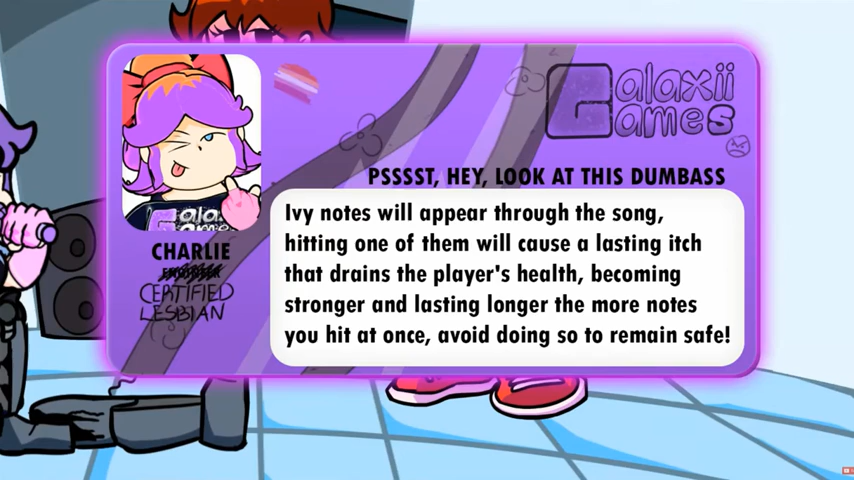 Galaxii
Games
PSSSST, HEY, LOOK AT THIS DUMBASS
Ivy notes will appear through the song,
hitting one of them will cause a lasting itch
that drains the player's health, becoming
stronger and lasting longer the more notes
you hit at once, avoid doing so to remain safe!
Galax
CHARLIE
CERTIFIED
LESBIAN